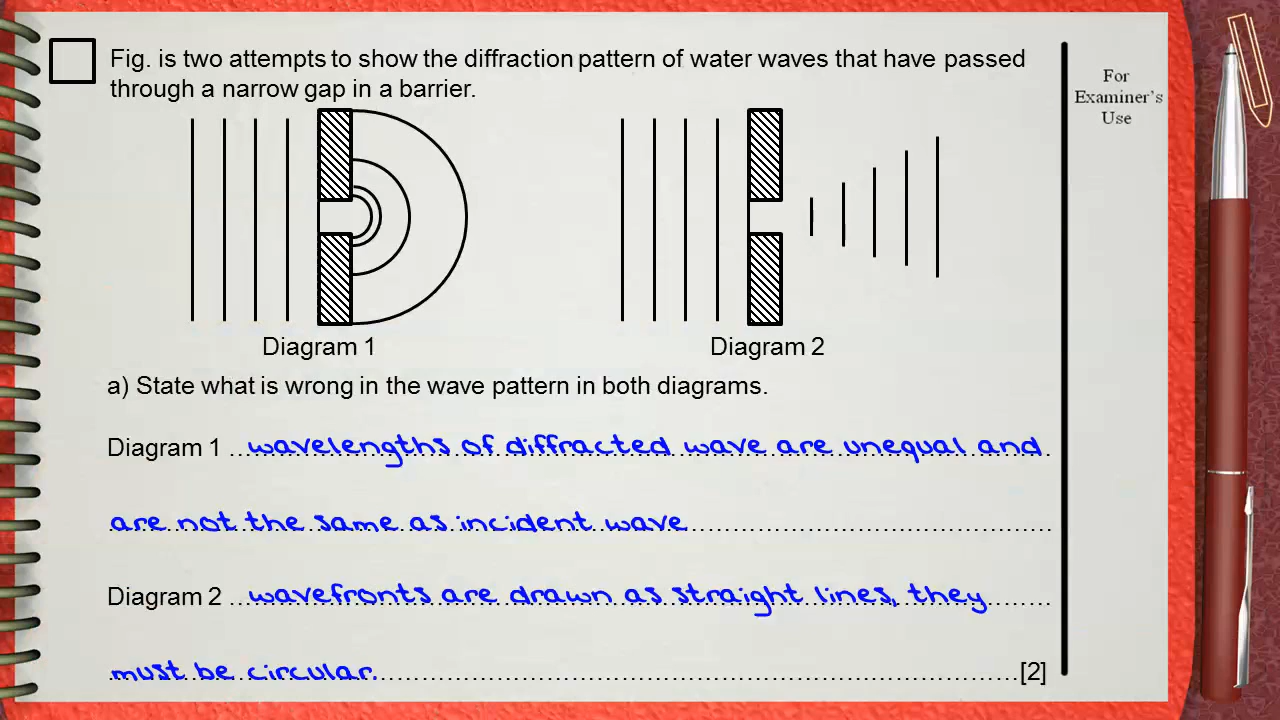 Fig. is two attempts to show the diffraction pattern of water waves that have passed
through a narrow gap in a barrier.
For
Examiner's
Use
Diagram 1
Diagram 2
a) State what is wrong in the wave pattern in both diagrams.
Diagram 1 ..wavelengths of diffracted wave are unequal and.
are not the same as incident wave.......................................
Diagram 2 ..wavefronts are drawn as straight lines, they........
must be circular..........................................................................[2]